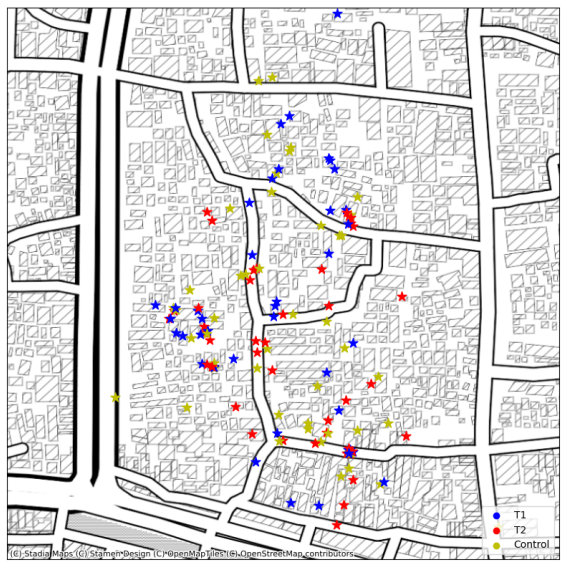 T1
T2
Control
(C) Stadia Maps (C) Stamen Design (C) OpenMapTiles (C) OpenStreetMap contributors